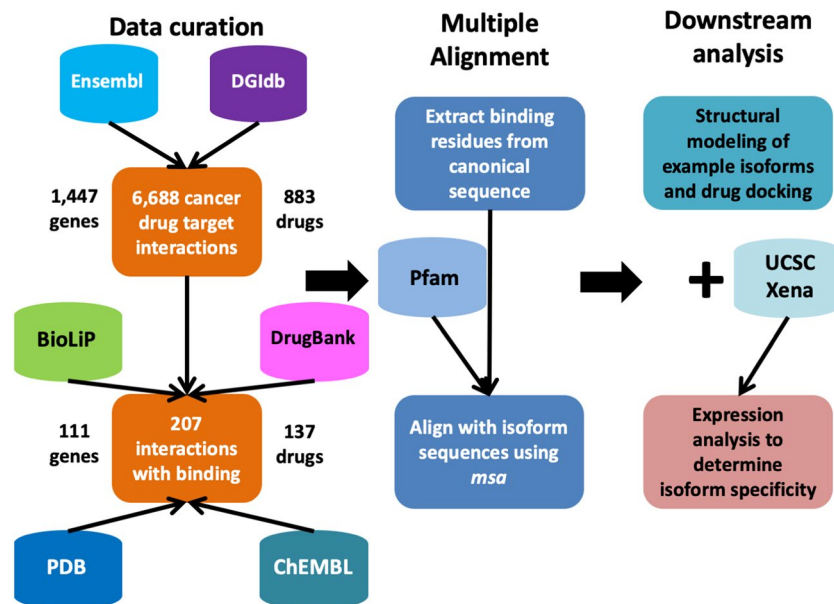 Data curation
Ensembl
DGIdb
1,447
genes
6,688 cancer
drug target
interactions
883
drugs
BioLiP
DrugBank
111
genes
207
interactions
with binding
137
drugs
PDB
ChEMBL
Multiple
Alignment
Extract binding
residues from
canonical
sequence
Pfam
Align with isoform
sequences using
msa
Downstream
analysis
Structural
modeling of
example isoforms
and drug docking
+
UCSC
Xena
Expression
analysis to
determine
isoform specificity